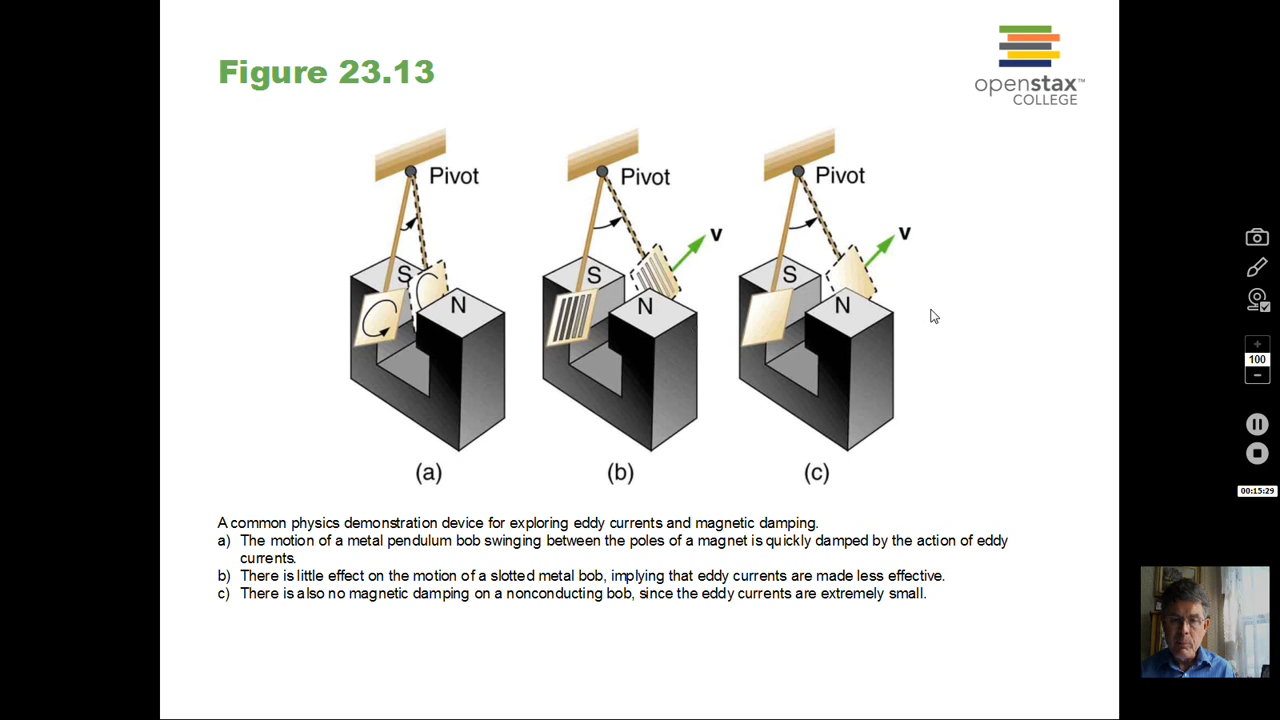 Figure 23.13
openstax™
COLLEGE
Pivot
Pivot
Pivot
v
v
S
N
S
N
S
N
(a)
(b)
(c)
100
00:15:29
A common physics demonstration device for exploring eddy currents and magnetic damping.
a) The motion of a metal pendulum bob swinging between the poles of a magnet is quickly damped by the action of eddy
currents.
b) There is little effect on the motion of a slotted metal bob, implying that eddy currents are made less effective.
c) There is also no magnetic damping on a nonconducting bob, since the eddy currents are extremely small.